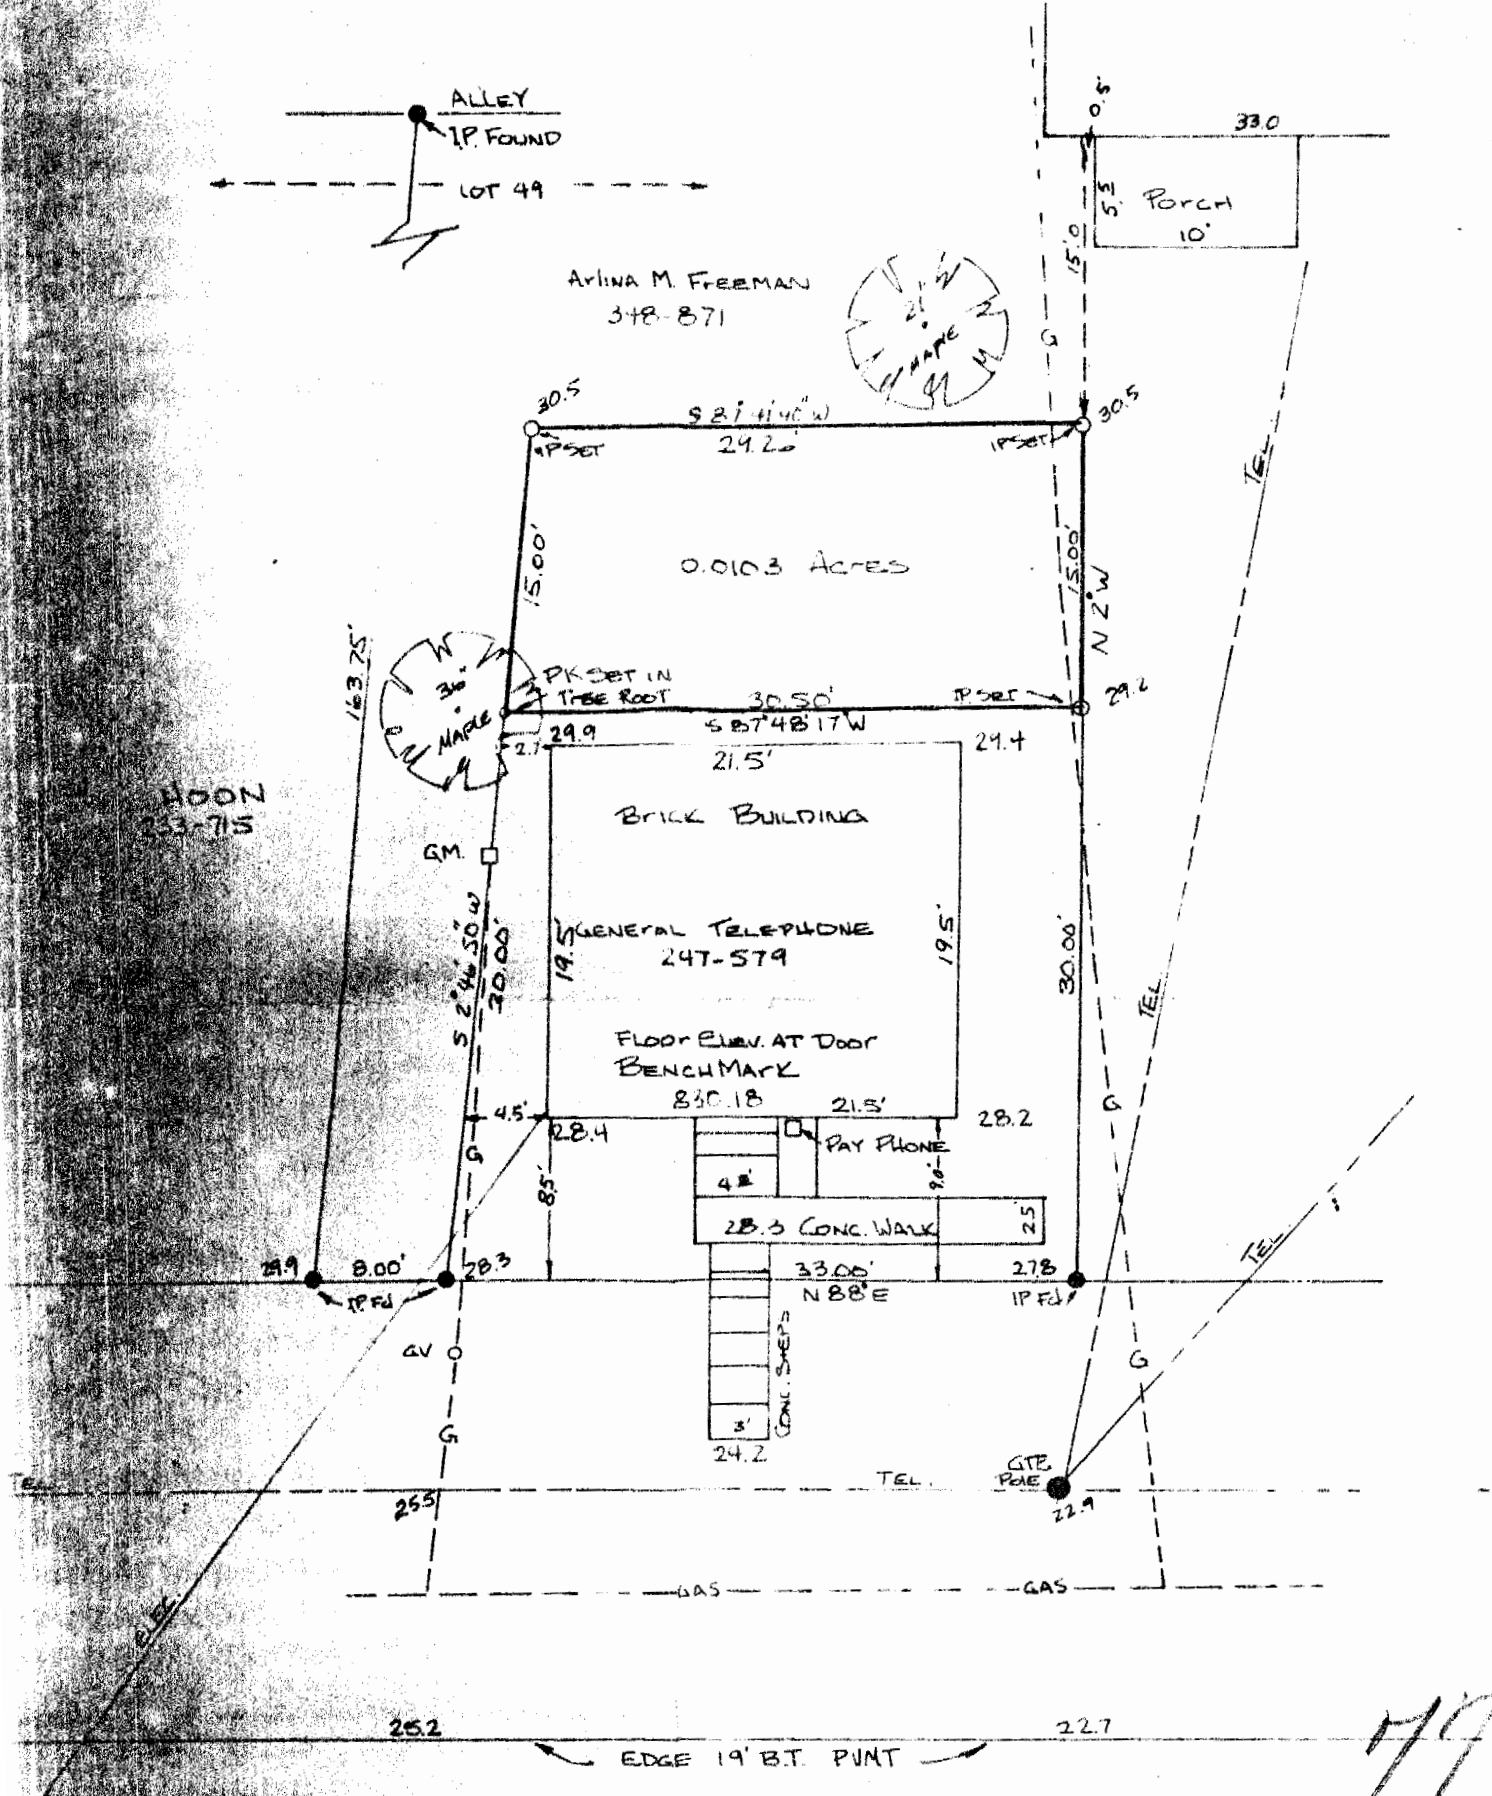 ALLEY
I.P. FOUND
LOT 49
0.5'
33.0
5.5
PORCH
10'
15.0
ArlINA M. FREEMAN
348-871
21"
MAPLE
G
30.5
30.5
29.20'
IP SET
IP SET
TEL
15.00'
0.0103 ACrES
15.00'
N 2° W
163.75'
36"
MAPLE
PK SET IN
TrEE ROOT
30.50'
S 87°48'17" W
IP SET
29.2
2.7
29.9
21.5'
29.4
HOON
233-715
BrICK BUILDING
GM.
S 2°46'50" W
30.00'
19.5'
GENErAL TELEPHONE
247-579
19.5'
30.00'
TEL
FLOOr ELEV. AT DOOr
BENCHMArK
830.18
21.5'
4.5'
28.4
28.2
G
G
PAY PHONE
8.5'
4'
9.0'
28.3 CONC. WALK
2.5
29.9
8.00'
28.3
33.00'
N 88° E
27.8
IP Fd
IP Fd
TEL
GV
CONC. STEPS
G
G
3'
24.2
TEL
TEL.
GTE
POLE
22.9
25.5
GAS
GAS
ELEC.
25.2
22.7
EDGE 19' B.T. PVMT